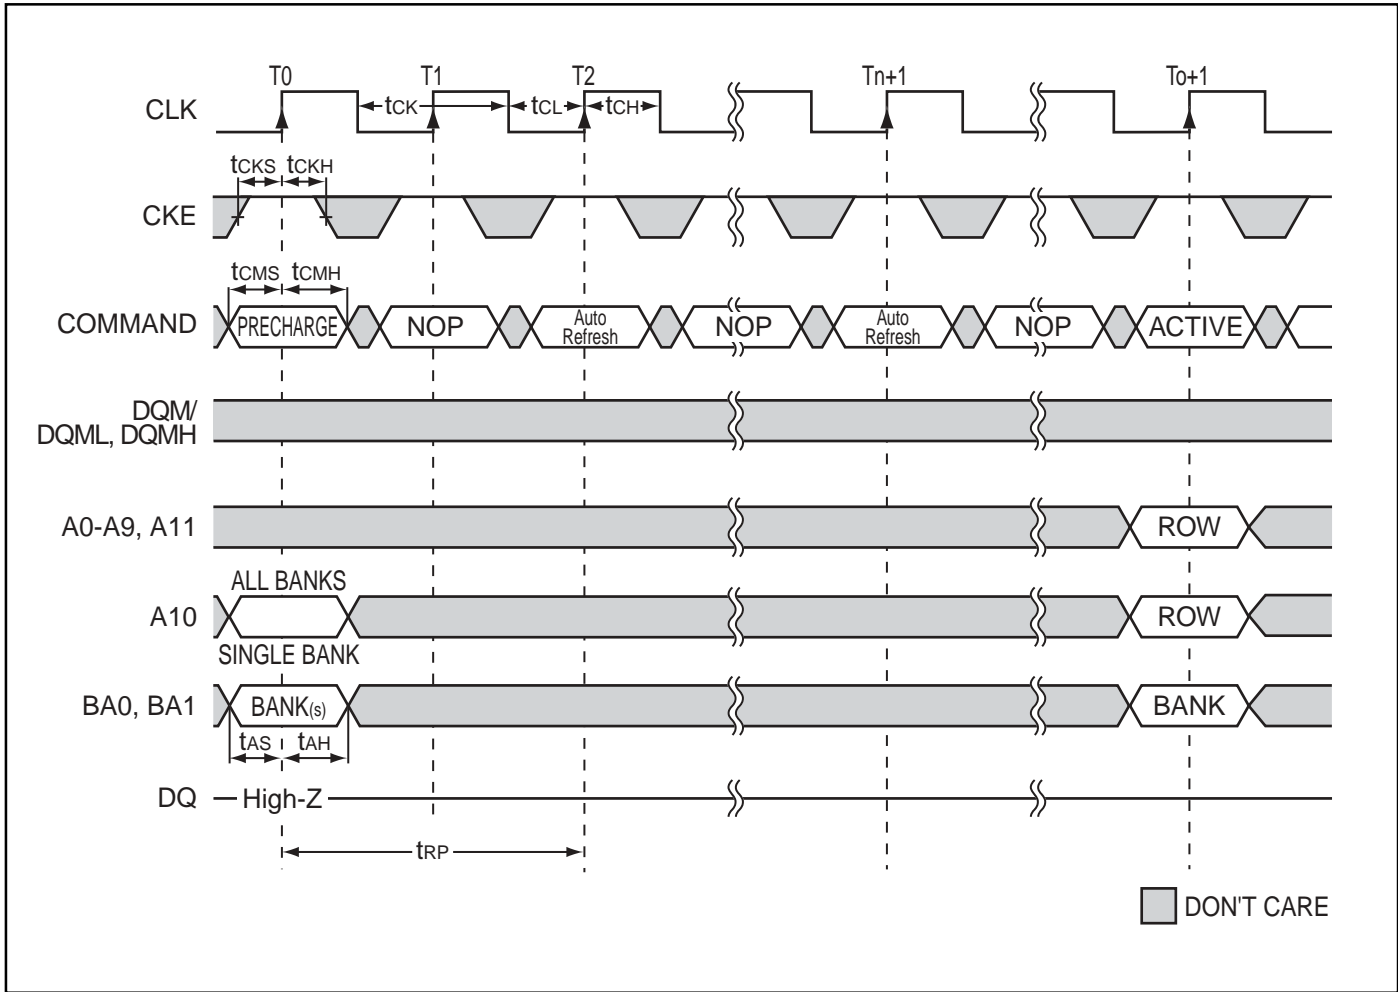 T0 T1 T2 Tn+1 To+1
CLK tCK tCL tCH
tCKS tCKH
CKE
tCMS tCMH
COMMAND PRECHARGE NOP Auto Refresh NOP Auto Refresh NOP ACTIVE
DQM/
DQML, DQMH
A0-A9, A11 ROW
ALL BANKS
A10 ROW
SINGLE BANK
BA0, BA1 BANK(s) BANK
tAS tAH
DQ High-Z
tRP
DON'T CARE